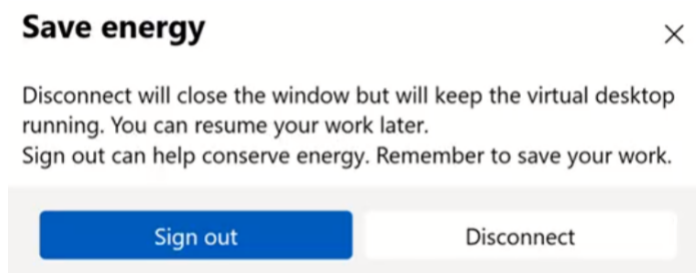 Save energy
Disconnect will close the window but will keep the virtual desktop
running. You can resume your work later.
Sign out can help conserve energy. Remember to save your work.
Sign out
Disconnect